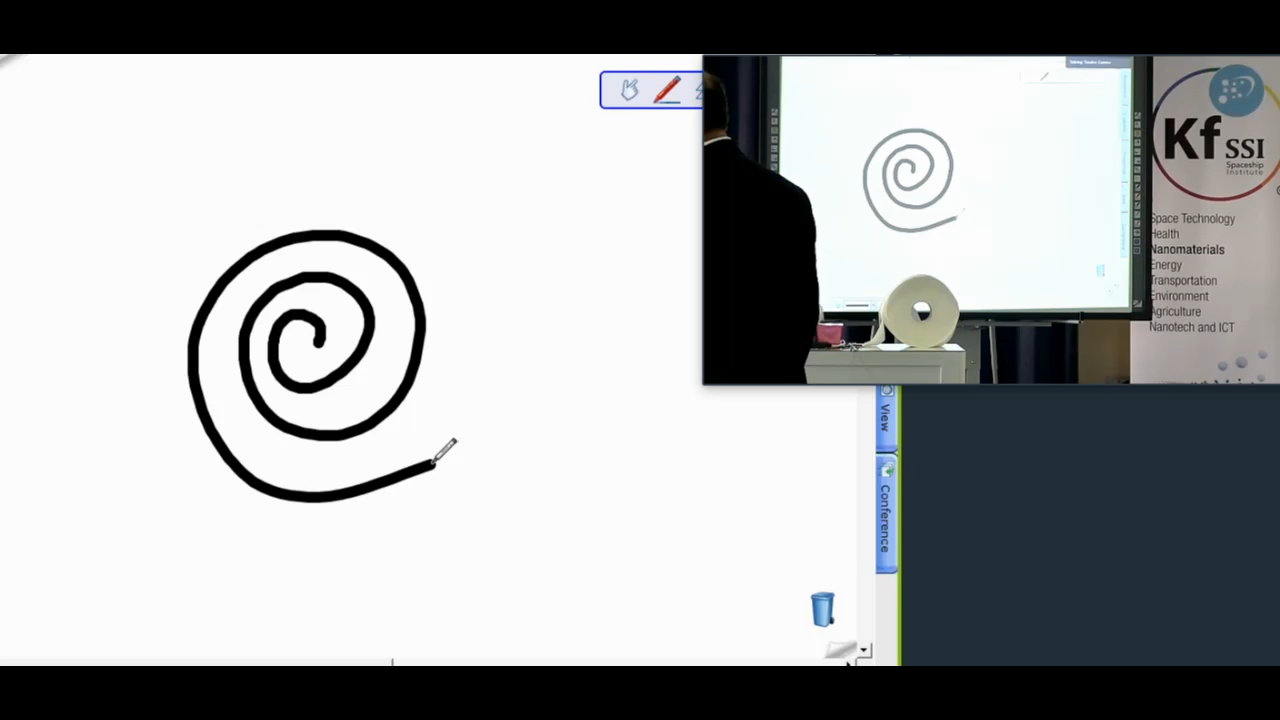 Kf SSI
Spaceship
Institute
Space Technology
Health
Nanomaterials
Energy
Transportation
Environment
Agriculture
Nanotech and ICT
View
Conference